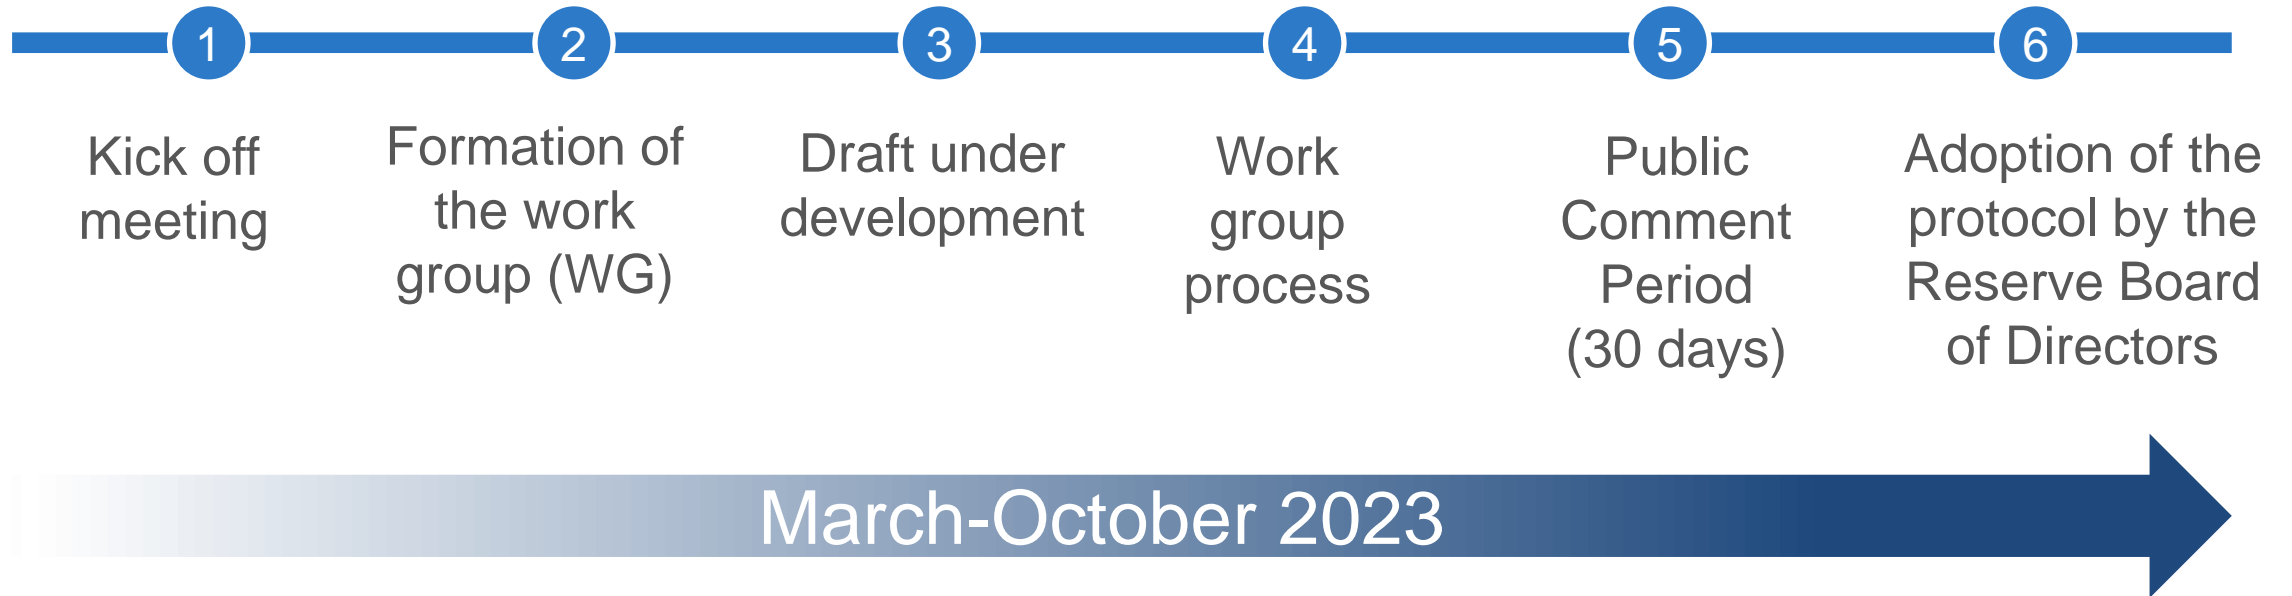 1
Kick off
meeting
2
Formation of
the work
group (WG)
3
Draft under
development
4
Work
group
process
5
Public
Comment
Period
(30 days)
6
Adoption of the
protocol by the
Reserve Board
of Directors
March-October 2023